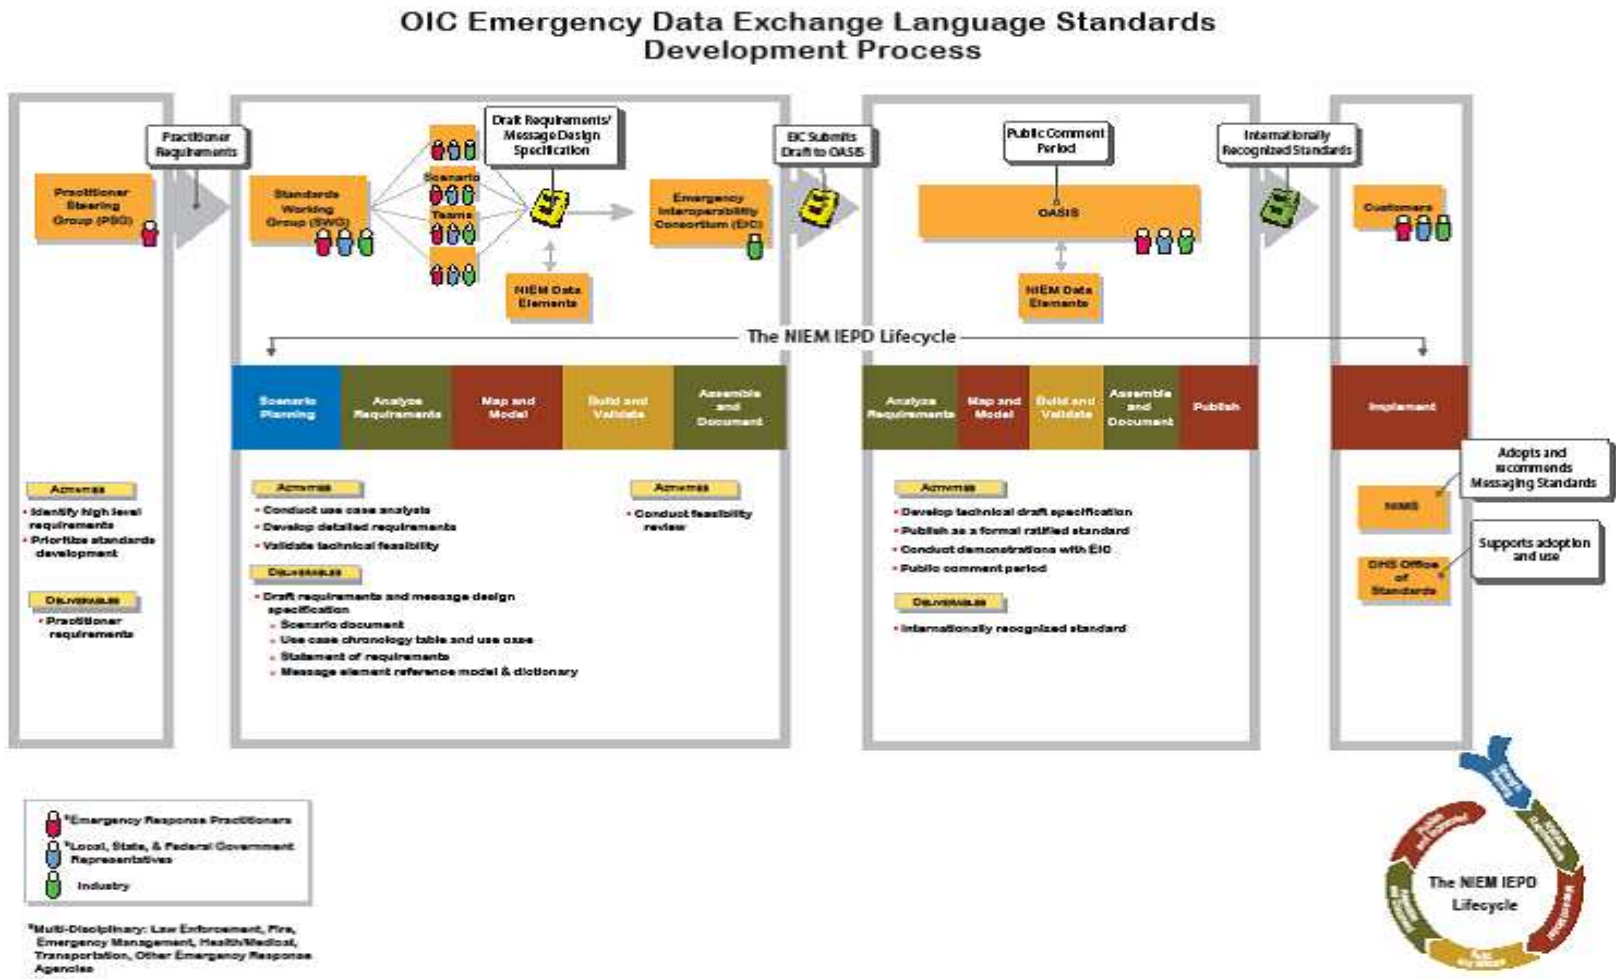 OIC Emergency Data Exchange Language Standards
Development Process
Practitioner
Requirements
Practitioner
Steering
Group (PSG)
Standards
Working
Group (SWG)
Scenario
Teams
Draft Requirements/
Message Design
Specification
Emergency
Interoperability
Consortium (EIC)
NIEM Data
Elements
EIC Submits
Draft to OASIS
Public Comment
Period
OASIS
NIEM Data
Elements
Internationally
Recognized Standards
Customers
The NIEM IEPD Lifecycle
Scenario
Planning
Analyze
Requirements
Map and
Model
Build and
Validate
Assemble
and
Document
Analyze
Requirements
Map and
Model
Build and
Validate
Assemble
and
Document
Publish
Implement
Activities
• Identify high level
requirements
• Prioritize standards
development
Deliverables
• Practitioner
requirements
Activities
• Conduct use case analysis
• Develop detailed requirements
• Validate technical feasibility
Deliverables
• Draft requirements and message design
specification
• Scenario document
• Use case chronology table and use case
• Statement of requirements
• Message element reference model & dictionary
Activities
• Conduct feasibility
review
Activities
• Develop technical draft specification
• Publish as a formal ratified standard
• Conduct demonstrations with EIC
• Public comment period
Deliverables
• Internationally recognized standard
Adopts and
recommends
Messaging Standards
NIMS
Supports adoption
and use
DHS Office
of
Standards
*Emergency Response Practitioners
*Local, State, & Federal Government
Representatives
Industry
*Multi-Disciplinary: Law Enforcement, Fire,
Emergency Management, Health/Medical,
Transportation, Other Emergency Response
Agencies
The NIEM IEPD
Lifecycle